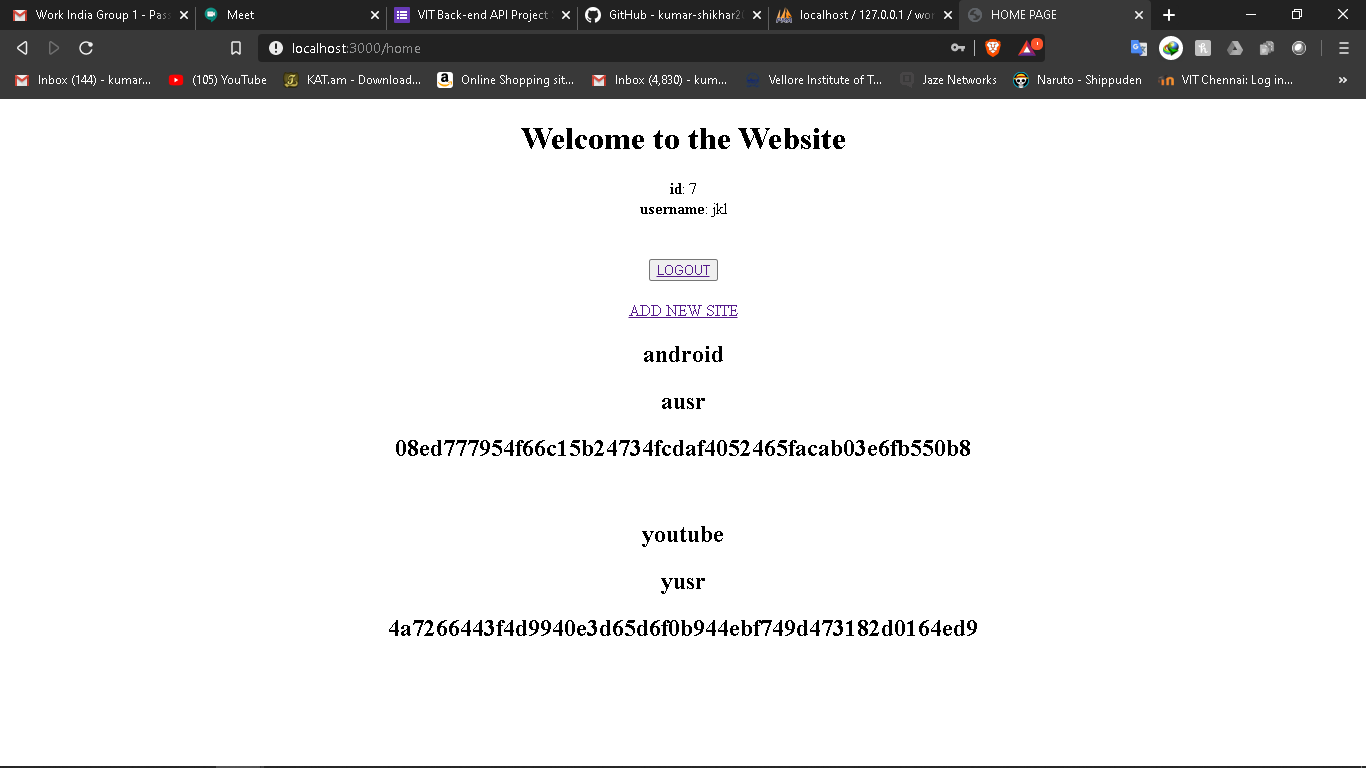 Work India Group 1 - Pas
Meet
VIT Back-end API Project
GitHub - kumar-shikhar2
localhost / 127.0.0.1 / wor
HOME PAGE
localhost:3000/home
1
Inbox (144) - kumar...
(105) YouTube
KAT.am - Download...
Online Shopping sit...
Inbox (4,830) - kum...
Vellore Institute of T...
Jaze Networks
Naruto - Shippuden
VIT Chennai: Log in...
Welcome to the Website
id: 7
username: jkl
LOGOUT
ADD NEW SITE
android
ausr
08ed777954f66c15b24734fcdaf4052465facab03e6fb550b8
youtube
yusr
4a7266443f4d9940e3d65d6f0b944ebf749d473182d0164ed9